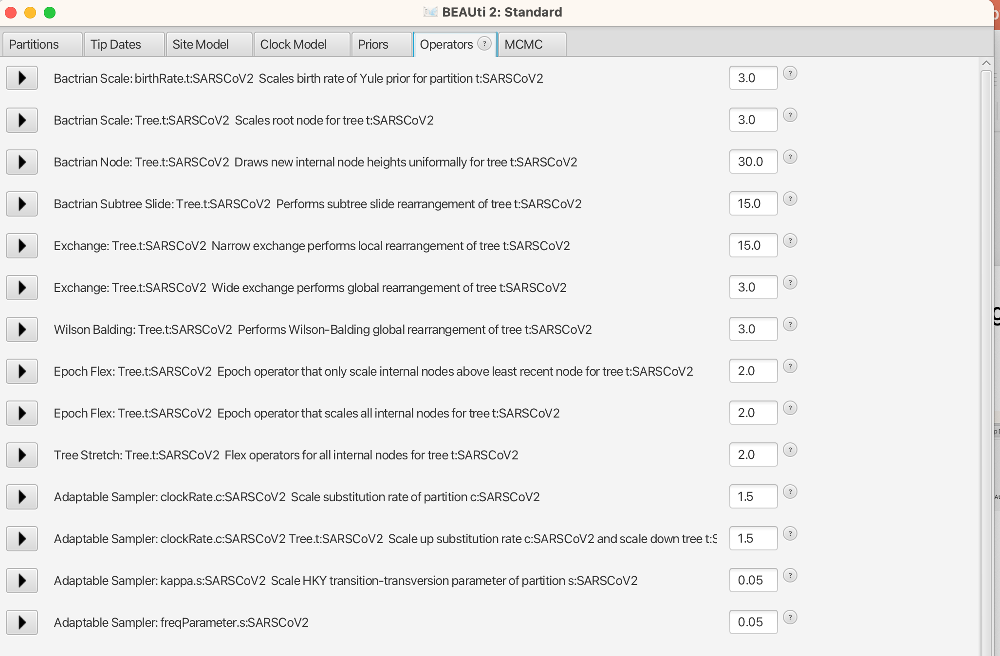 BEAUti 2: Standard
Partitions Tip Dates Site Model Clock Model Priors Operators ? MCMC
Bactrian Scale: birthRate.t:SARSCoV2 Scales birth rate of Yule prior for partition t:SARSCoV2 3.0 ?
Bactrian Scale: Tree.t:SARSCoV2 Scales root node for tree t:SARSCoV2 3.0 ?
Bactrian Node: Tree.t:SARSCoV2 Draws new internal node heights uniformally for tree t:SARSCoV2 30.0 ?
Bactrian Subtree Slide: Tree.t:SARSCoV2 Performs subtree slide rearrangement of tree t:SARSCoV2 15.0 ?
Exchange: Tree.t:SARSCoV2 Narrow exchange performs local rearrangement of tree t:SARSCoV2 15.0 ?
Exchange: Tree.t:SARSCoV2 Wide exchange performs global rearrangement of tree t:SARSCoV2 3.0 ?
Wilson Balding: Tree.t:SARSCoV2 Performs Wilson-Balding global rearrangement of tree t:SARSCoV2 3.0 ?
Epoch Flex: Tree.t:SARSCoV2 Epoch operator that only scale internal nodes above least recent node for tree t:SARSCoV2 2.0 ?
Epoch Flex: Tree.t:SARSCoV2 Epoch operator that scales all internal nodes for tree t:SARSCoV2 2.0 ?
Tree Stretch: Tree.t:SARSCoV2 Flex operators for all internal nodes for tree t:SARSCoV2 2.0 ?
Adaptable Sampler: clockRate.c:SARSCoV2 Scale substitution rate of partition c:SARSCoV2 1.5 ?
Adaptable Sampler: clockRate.c:SARSCoV2 Tree.t:SARSCoV2 Scale up substitution rate c:SARSCoV2 and scale down tree t:S 1.5 ?
Adaptable Sampler: kappa.s:SARSCoV2 Scale HKY transition-transversion parameter of partition s:SARSCoV2 0.05 ?
Adaptable Sampler: freqParameter.s:SARSCoV2 0.05 ?